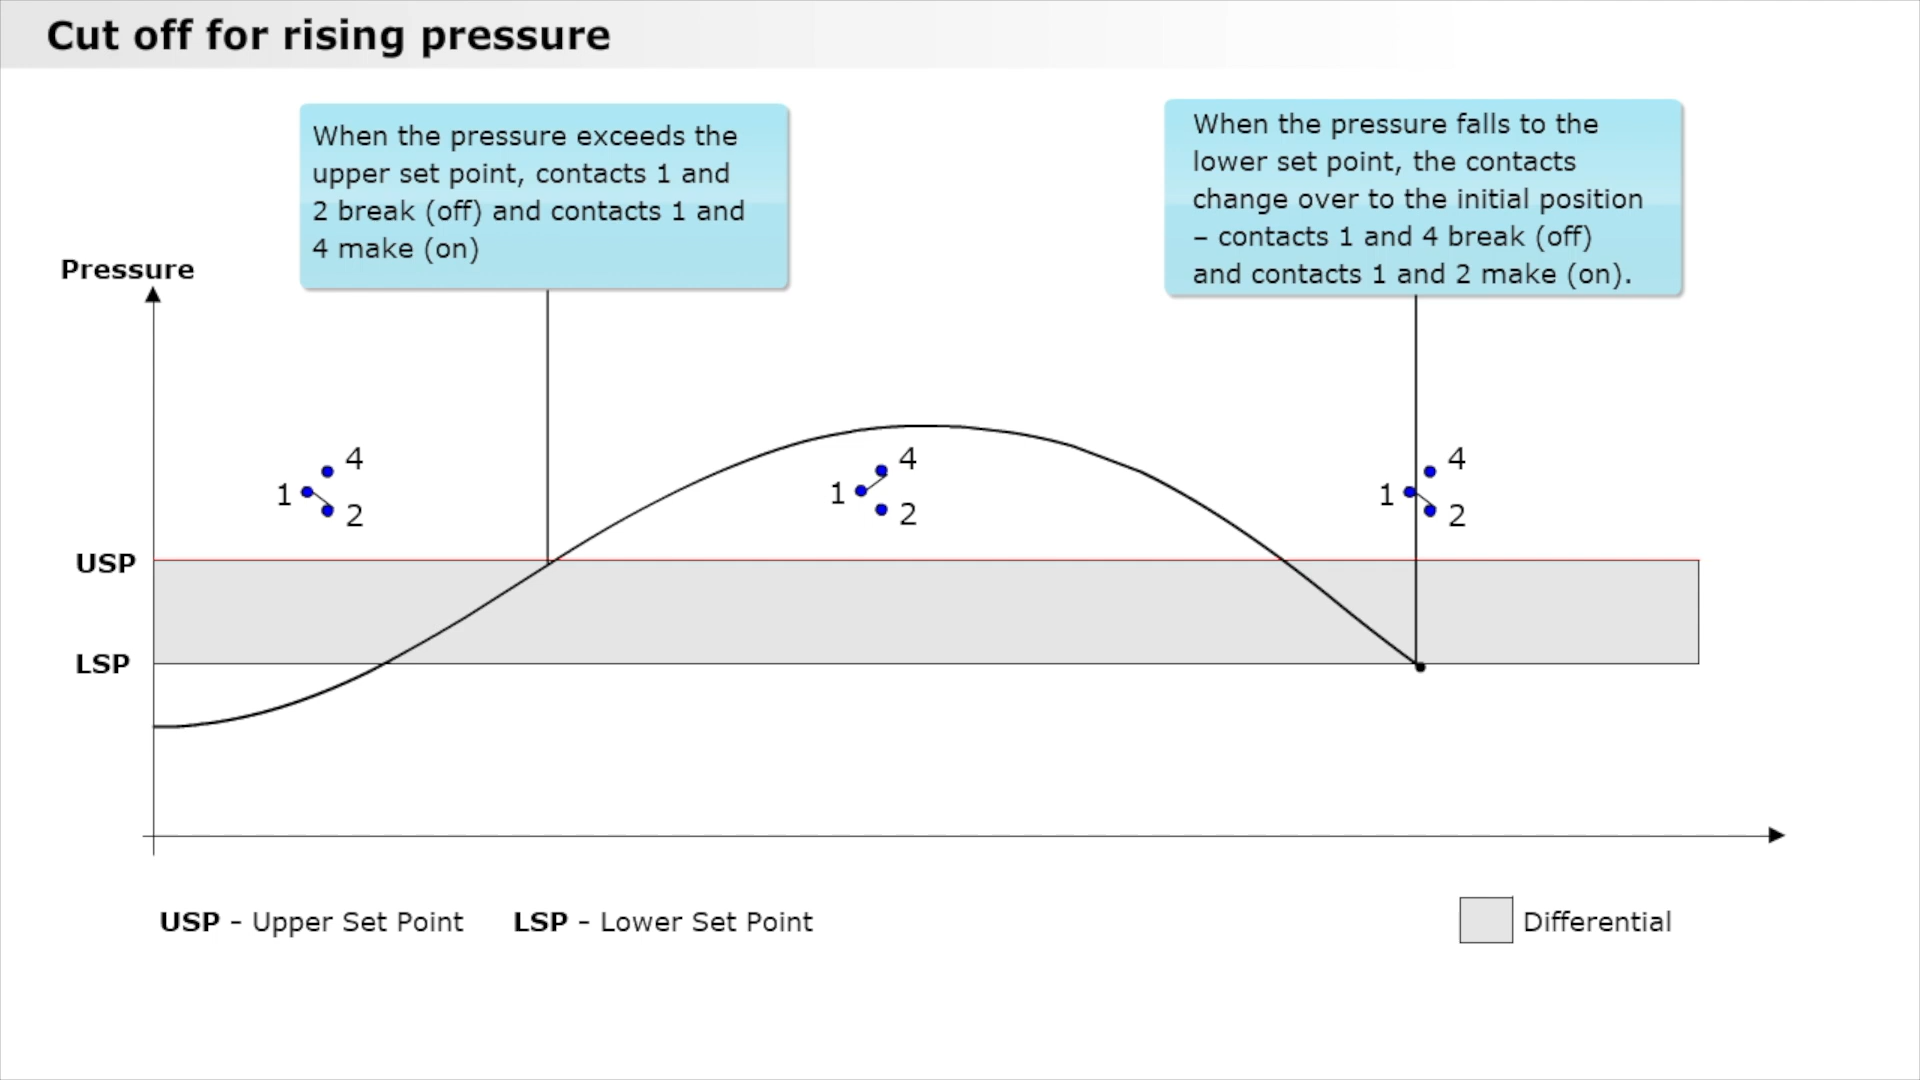 Cut off for rising pressure
When the pressure exceeds the
upper set point, contacts 1 and
2 break (off) and contacts 1 and
4 make (on)
When the pressure falls to the
lower set point, the contacts
change over to the initial position
– contacts 1 and 4 break (off)
and contacts 1 and 2 make (on).
Pressure
4
1
2
4
1
2
4
1
2
USP
LSP
USP – Upper Set Point
LSP – Lower Set Point
Differential